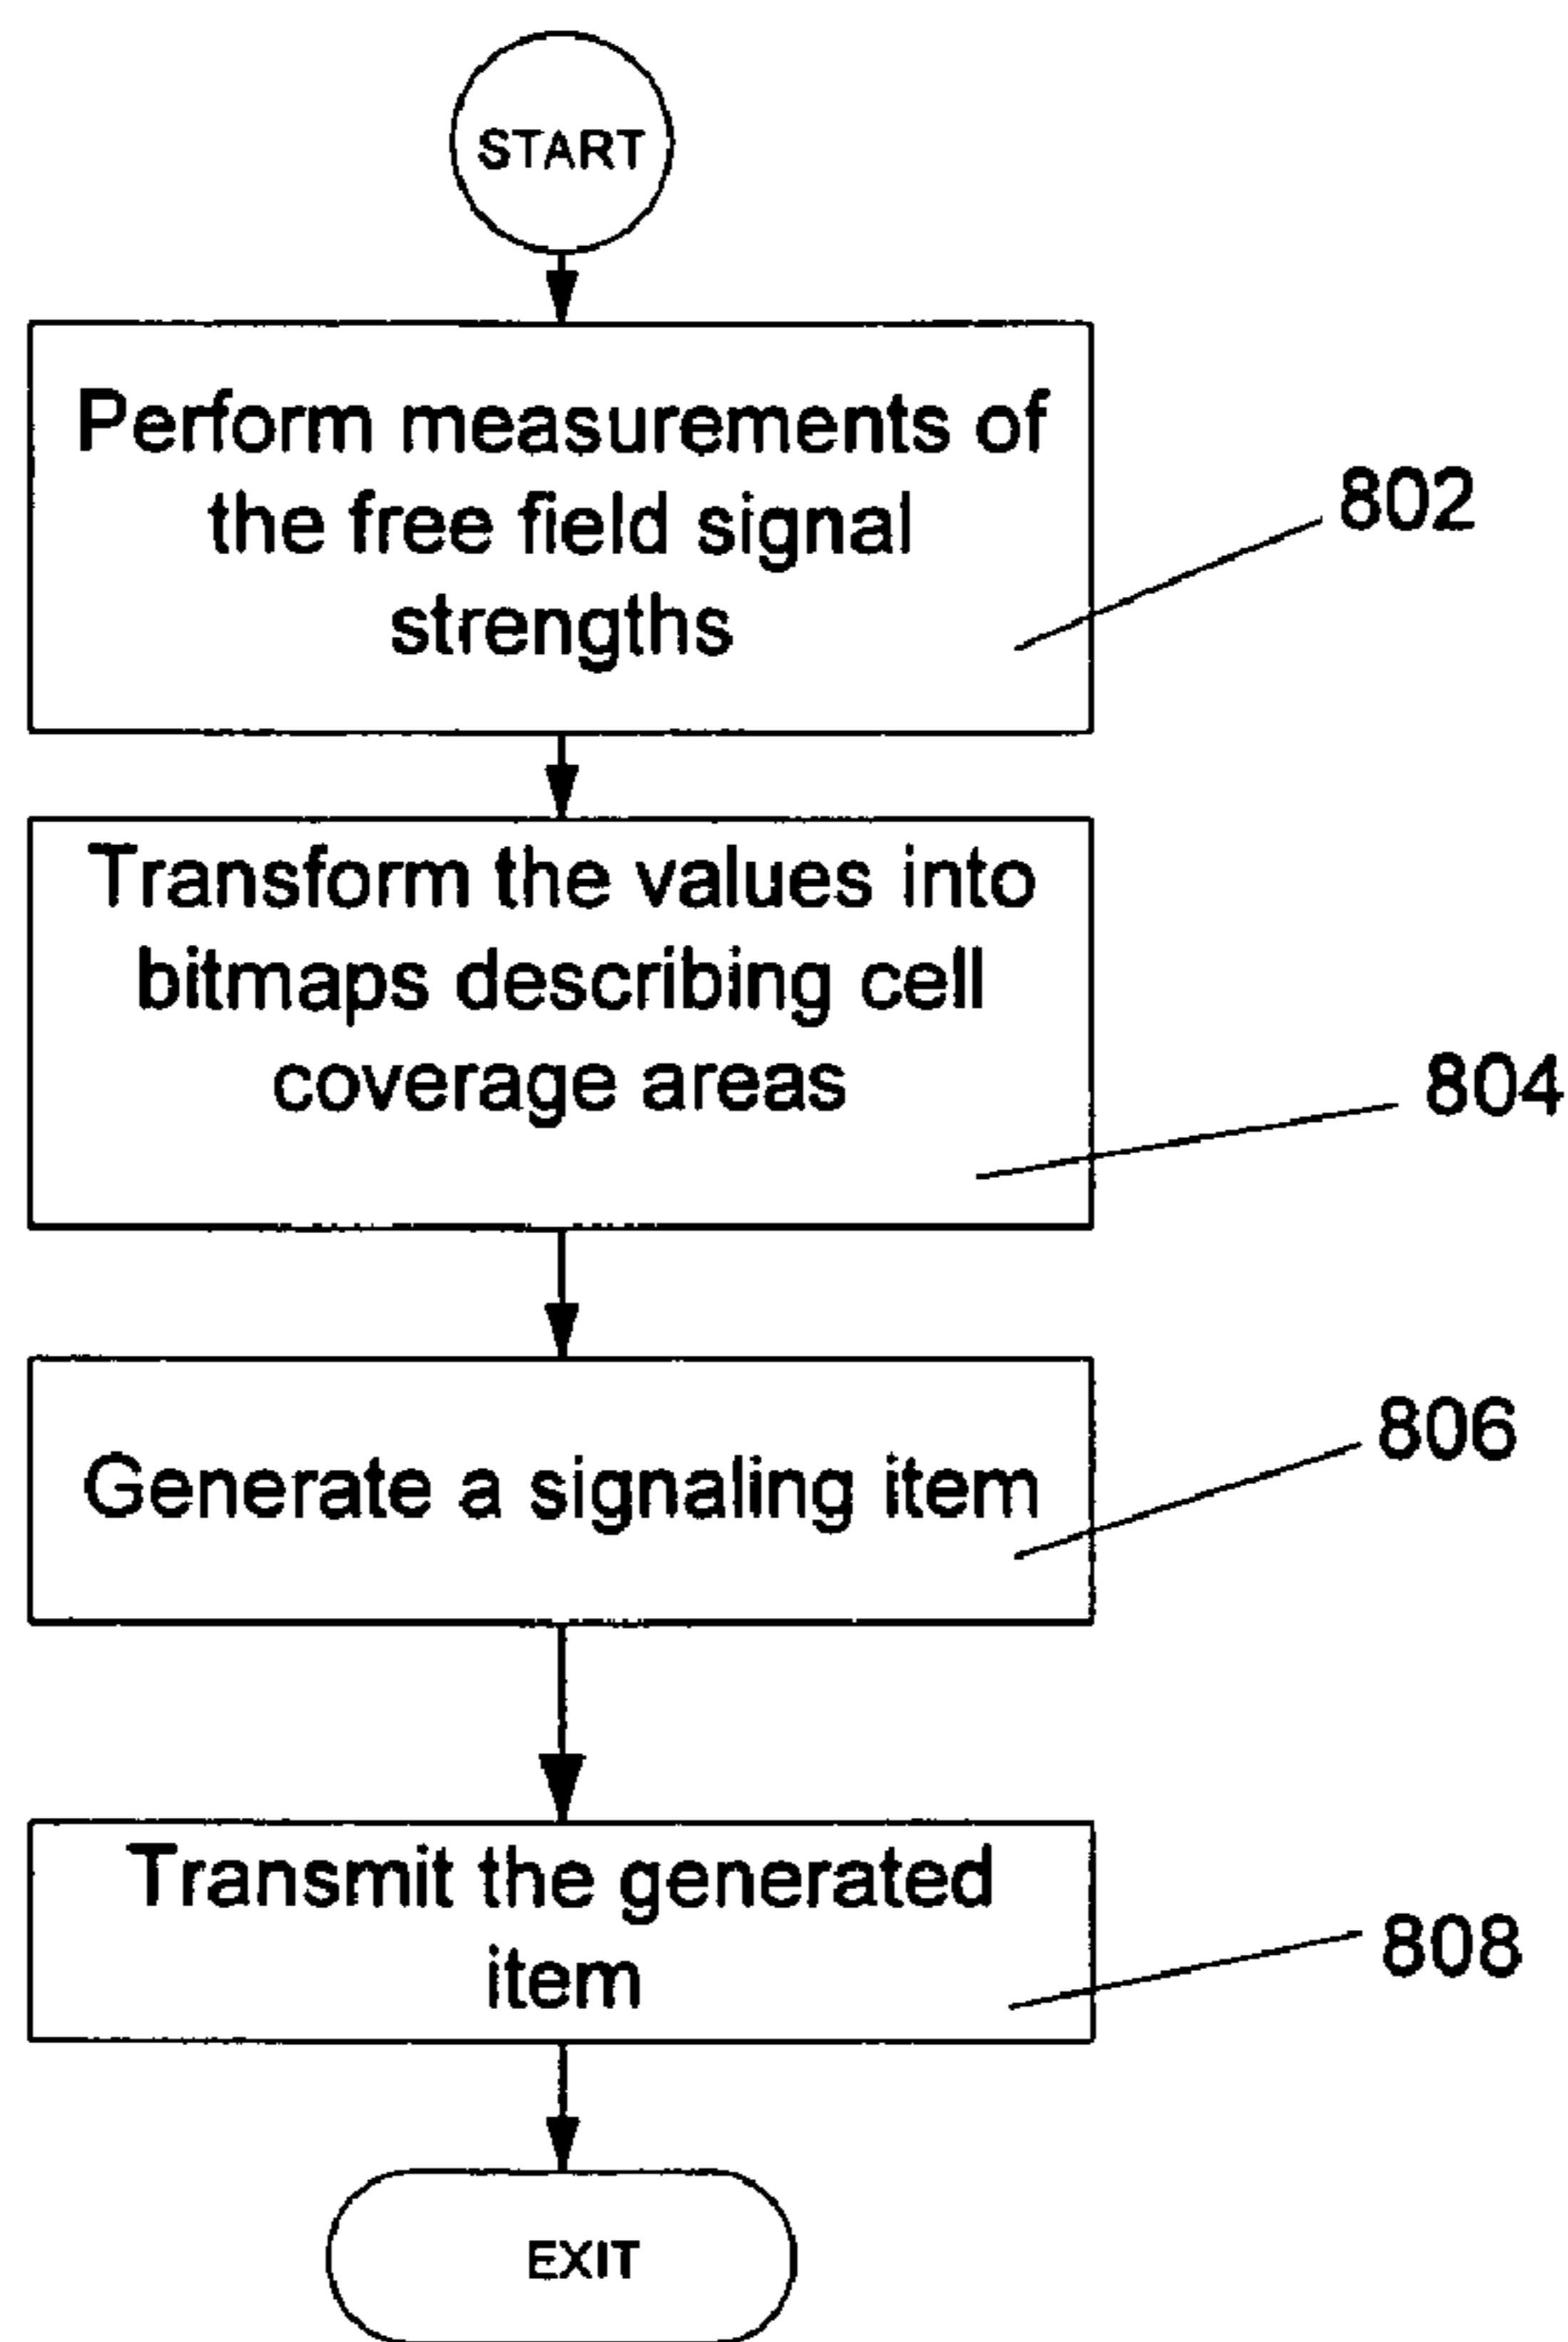 START
Perform measurements of
the free field signal
strengths
802
Transform the values into
bitmaps describing cell
coverage areas
804
Generate a signaling item
806
Transmit the generated
item
808
EXIT